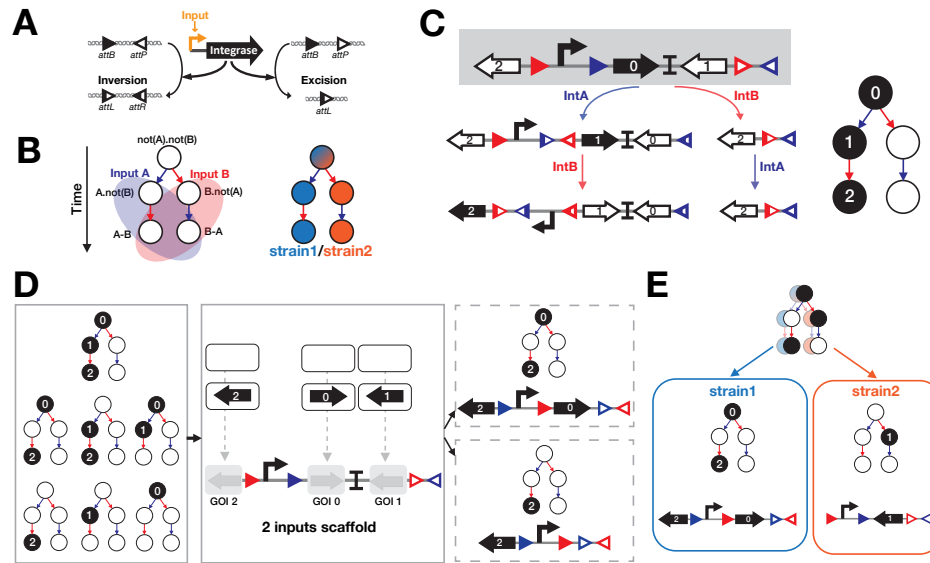 A
Input
Integrase
attB
attP
attB
attP
Inversion
Excision
attL
attR
attL
B
not(A).not(B)
Input A
Input B
A.not(B)
B.not(A)
Time
A-B
B-A
strain1/strain2
C
2
0
1
IntA
IntB
2
1
0
2
IntB
IntA
2
1
0
2
0
1
2
D
0
1
2
0
2
1
2
0
1
2
1
0
2
0
1
GOI 2
GOI 0
GOI 1
2 inputs scaffold
0
2
2
0
2
2
E
strain1
strain2
0
2
1
2
0
1